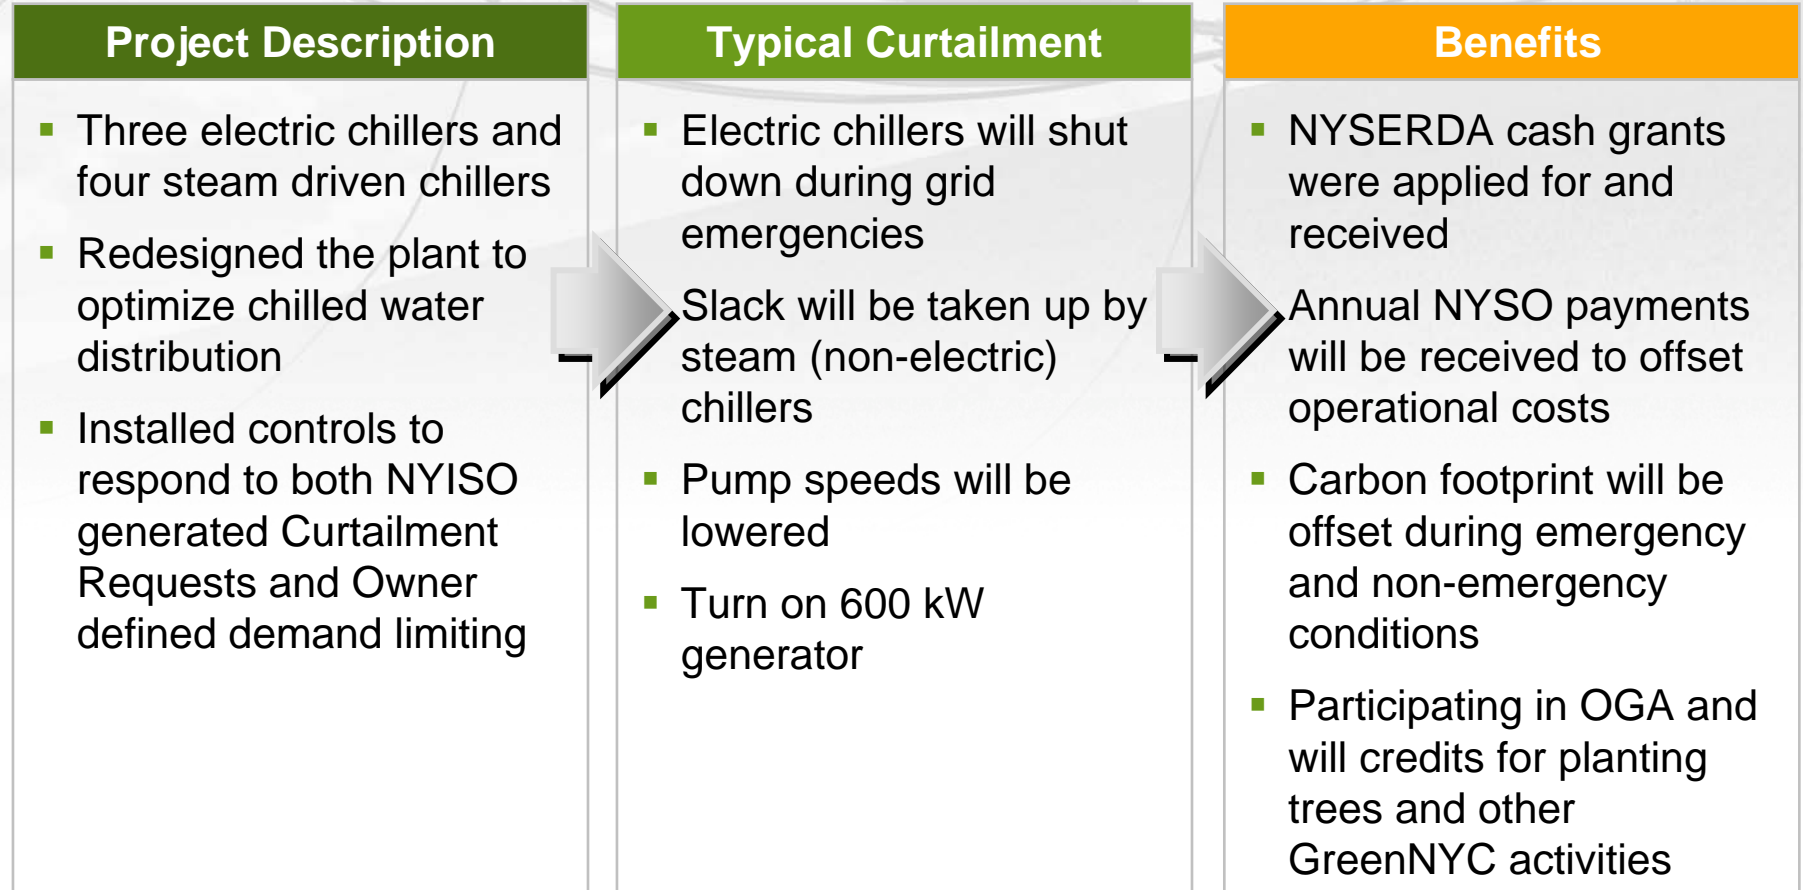 Project Description
Three electric chillers and
four steam driven chillers
Redesigned the plant to
optimize chilled water
distribution
Installed controls to
respond to both NYISO
generated Curtailment
Requests and Owner
defined demand limiting
Typical Curtailment
Electric chillers will shut
down during grid
emergencies
Slack will be taken up by
steam (non-electric)
chillers
Pump speeds will be
lowered
Turn on 600 kW
generator
Benefits
NYSERDA cash grants
were applied for and
received
Annual NYSO payments
will be received to offset
operational costs
Carbon footprint will be
offset during emergency
and non-emergency
conditions
Participating in OGA and
will credits for planting
trees and other
GreenNYC activities